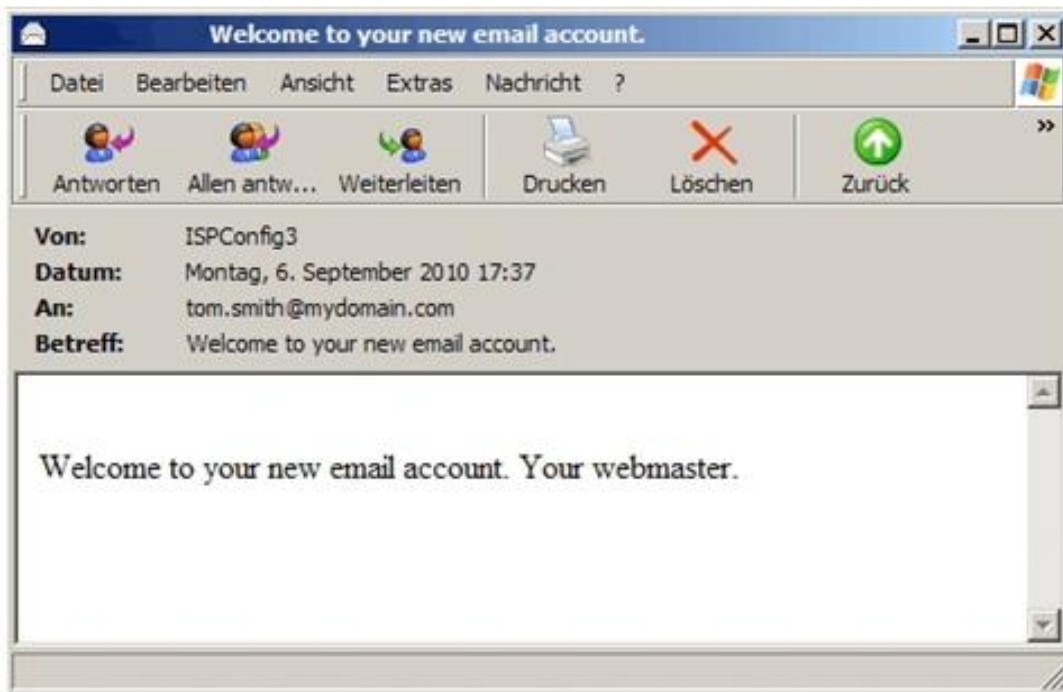 Welcome to your new email account.
Datei Bearbeiten Ansicht Extras Nachricht ?
Antworten Allen antw... Weiterleiten Drucken Löschen Zurück
Von: ISPConfig3
Datum: Montag, 6. September 2010 17:37
An: tom.smith@mydomain.com
Betreff: Welcome to your new email account.
Welcome to your new email account. Your webmaster.